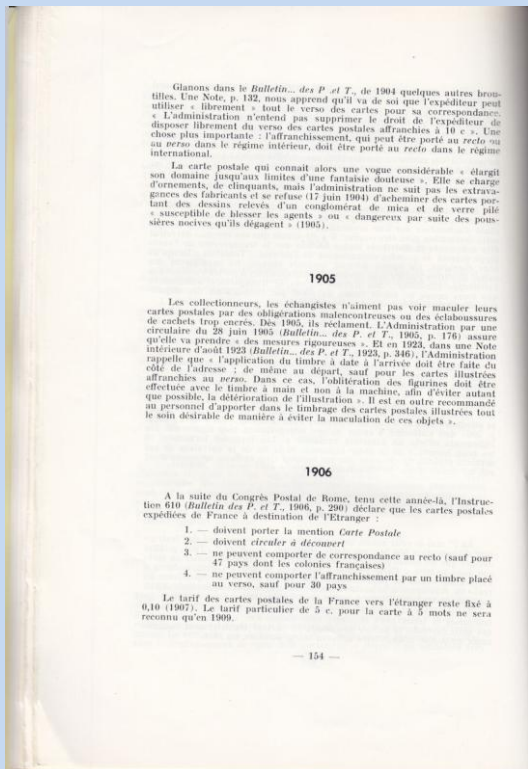 Glanons dans le Bulletin... des P .et T., de 1904 quelques autres brou-
tilles. Une Note, p. 132, nous apprend qu'il va de soi que l'expéditeur peut
utiliser « librement » tout le verso des cartes pour sa correspondance.
« L'administration n'entend pas supprimer le droit de l'expéditeur de
disposer librement du verso des cartes postales affranchies à 10 c ». Une
chose plus importante : l'affranchissement, qui peut être porté au recto ou
au verso dans le régime intérieur, doit être porté au recto dans le régime
international.
La carte postale qui connait alors une vogue considérable « élargit
son domaine jusqu'aux limites d'une fantaisie douteuse ». Elle se charge
d'ornements, de clinquants, mais l'administration ne suit pas les extrava-
gances des fabricants et se refuse (17 juin 1904) d'acheminer des cartes por-
tant des dessins relevés d'un conglomérat de mica et de verre pilé
« susceptible de blesser les agents » ou « dangereux par suite des pous-
sières nocives qu'ils dégagent » (1905).
1905
Les collectionneurs, les échangistes n'aiment pas voir maculer leurs
cartes postales par des obligérations malencontreuses ou des éclaboussures
de cachets trop encrés. Dès 1905, ils réclament. L'Administration par une
circulaire du 28 juin 1905 (Bulletin... des P. et T., 1905, p. 176) assure
qu'elle va prendre « des mesures rigoureuses ». Et en 1923, dans une Note
intérieure d'août 1923 (Bulletin... des P. et T., 1923, p. 346), l'Administration
rappelle que « l'application du timbre à date à l'arrivée doit être faite du
côté de l'adresse ; de même au départ, sauf pour les cartes illustrées
affranchies au verso. Dans ce cas, l'oblitération des figurines doit être
effectuée avec le timbre à main et non à la machine, afin d'éviter autant
que possible, la détérioration de l'illustration ». Il est en outre recommandé
au personnel d'apporter dans le timbrage des cartes postales illustrées tout
le soin désirable de manière à éviter la maculation de ces objets ».
1906
A la suite du Congrès Postal de Rome, tenu cette année-là, l'Instruc-
tion 610 (Bulletin des P. et T., 1906, p. 290) déclare que les cartes postales
expédiées de France à destination de l'Etranger :
1. — doivent porter la mention Carte Postale
2. — doivent circuler à découvert
3. — ne peuvent comporter de correspondance au recto (sauf pour
47 pays dont les colonies françaises)
4. — ne peuvent comporter l'affranchissement par un timbre placé
au verso, sauf pour 30 pays
Le tarif des cartes postales de la France vers l'étranger reste fixé à
0,10 (1907). Le tarif particulier de 5 c. pour la carte à 5 mots ne sera
reconnu qu'en 1909.
— 154 —